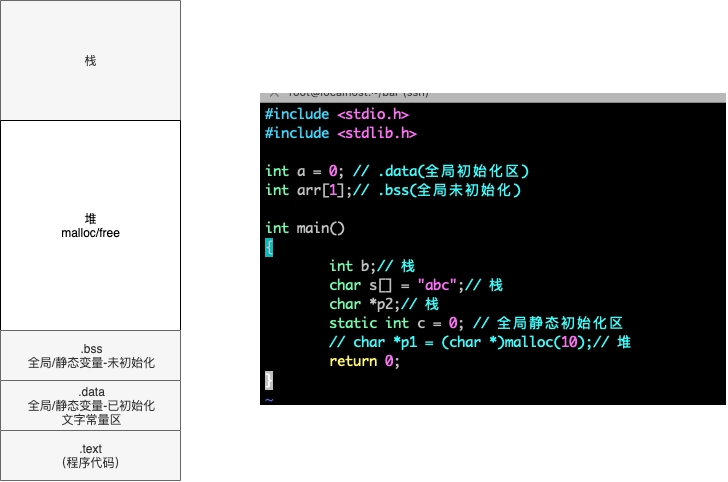 栈
堆
malloc/free
.bss
全局/静态变量-未初始化
.data
全局/静态变量-已初始化
文字常量区
.text
(程序代码)
root@localhost:~/bar (ssh)
#include <stdio.h>
#include <stdlib.h>
int a = 0; // .data(全局初始化区)
int arr[1];// .bss(全局未初始化)
int main()
{
int b;// 栈
char s[] = "abc";// 栈
char *p2;// 栈
static int c = 0; // 全局静态初始化区
// char *p1 = (char *)malloc(10);// 堆
return 0;
}
~